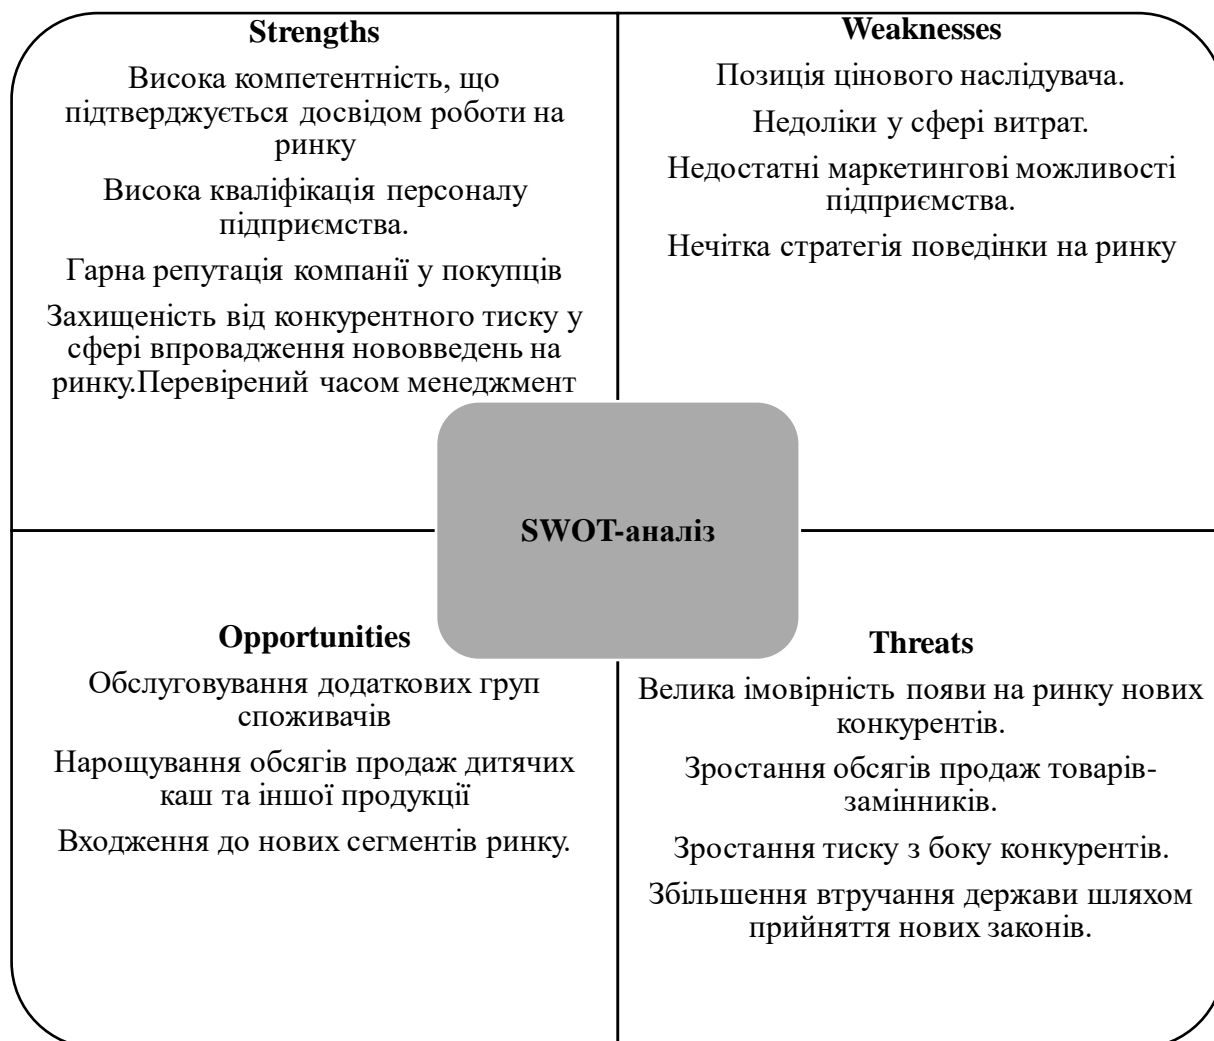 Strengths
Висока компетентність, що
підтверджується досвідом роботи на
ринку
Висока кваліфікація персоналу
підприємства.
Гарна репутація компанії у покупців
Захищеність від конкурентного тиску у
сфері впровадження нововведень на
ринку.Перевірений часом менеджмент
Weaknesses
Позиція цінового наслідувача.
Недоліки у сфері витрат.
Недостатні маркетингові можливості
підприємства.
Нечітка стратегія поведінки на ринку
SWOT-аналіз
Opportunities
Обслуговування додаткових груп
споживачів
Нарощування обсягів продаж дитячих
каш та іншої продукції
Входження до нових сегментів ринку.
Threats
Велика імовірність появи на ринку нових
конкурентів.
Зростання обсягів продаж товарів-
замінників.
Зростання тиску з боку конкурентів.
Збільшення втручання держави шляхом
прийняття нових законів.